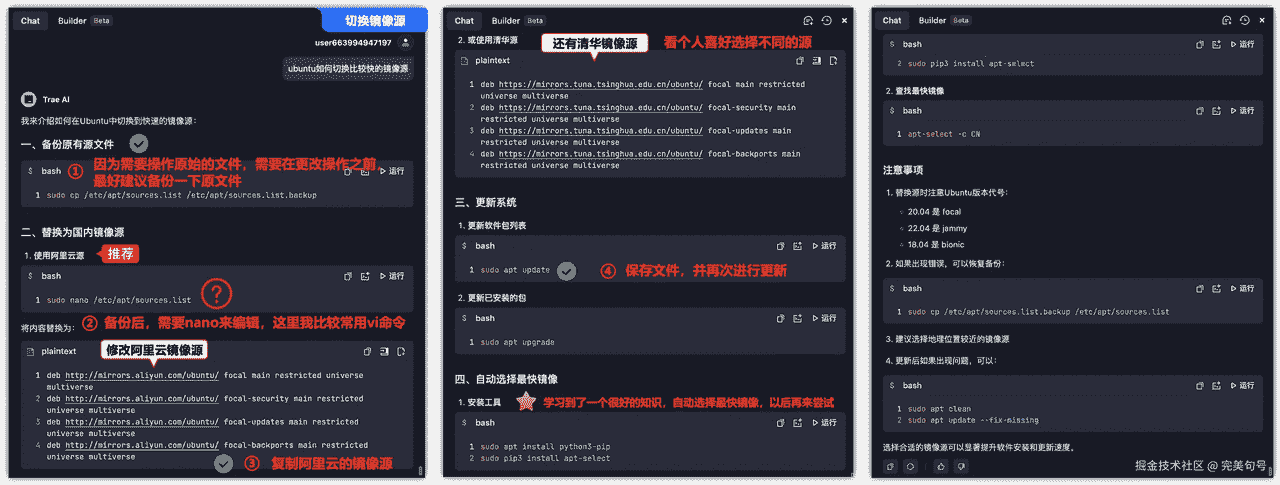 Chat Builder Beta
切换镜像源
user663994947197
ubuntu如何切换比较快的镜像源
Trae AI
我来介绍如何在Ubuntu中切换到快速的镜像源：
一、备份原有源文件
① 因为需要操作原始的文件，需要在更改操作之前，
最好建议备份一下原文件
$ bash 运行
1 sudo cp /etc/apt/sources.list /etc/apt/sources.list.backup
二、替换为国内镜像源
1. 使用阿里云源 推荐
$ bash 运行
1 sudo nano /etc/apt/sources.list
?
② 备份后，需要nano来编辑，这里我比较常用vi命令
将内容替换为：
plaintext 修改阿里云镜像源
1 deb http://mirrors.aliyun.com/ubuntu/ focal main restricted universe
multiverse
2 deb http://mirrors.aliyun.com/ubuntu/ focal-security main restricted
universe multiverse
3 deb http://mirrors.aliyun.com/ubuntu/ focal-updates main restricted
universe multiverse
4 deb http://mirrors.aliyun.com/ubuntu/ focal-backports main restricted
universe multiverse
③ 复制阿里云的镜像源
Chat Builder Beta
2. 或使用清华源 还有清华镜像源 看个人喜好选择不同的源
plaintext
1 deb https://mirrors.tuna.tsinghua.edu.cn/ubuntu/ focal main restricted
universe multiverse
2 deb https://mirrors.tuna.tsinghua.edu.cn/ubuntu/ focal-security main
restricted universe multiverse
3 deb https://mirrors.tuna.tsinghua.edu.cn/ubuntu/ focal-updates main
restricted universe multiverse
4 deb https://mirrors.tuna.tsinghua.edu.cn/ubuntu/ focal-backports main
restricted universe multiverse
三、更新系统
1. 更新软件包列表
$ bash 运行
1 sudo apt update
④ 保存文件，并再次进行更新
2. 更新已安装的包
$ bash 运行
1 sudo apt upgrade
四、自动选择最快镜像
1. 安装工具 学习到了一个很好的知识，自动选择最快镜像，以后再来尝试
$ bash 运行
1 sudo apt install python3-pip
2 sudo pip3 install apt-select
Chat Builder Beta
$ bash 运行
2 sudo pip3 install apt-select
2. 查找最快镜像
$ bash 运行
1 apt-select -c CN
注意事项
1. 替换源时注意Ubuntu版本代号：
◦ 20.04 是 focal
◦ 22.04 是 jammy
◦ 18.04 是 bionic
2. 如果出现错误，可以恢复备份：
$ bash 运行
1 sudo cp /etc/apt/sources.list.backup /etc/apt/sources.list
3. 建议选择地理位置较近的镜像源
4. 更新后如果出现问题，可以：
$ bash 运行
1 sudo apt clean
2 sudo apt update --fix-missing
选择合适的镜像源可以显著提升软件安装和更新速度。
掘金技术社区 @ 完美句号